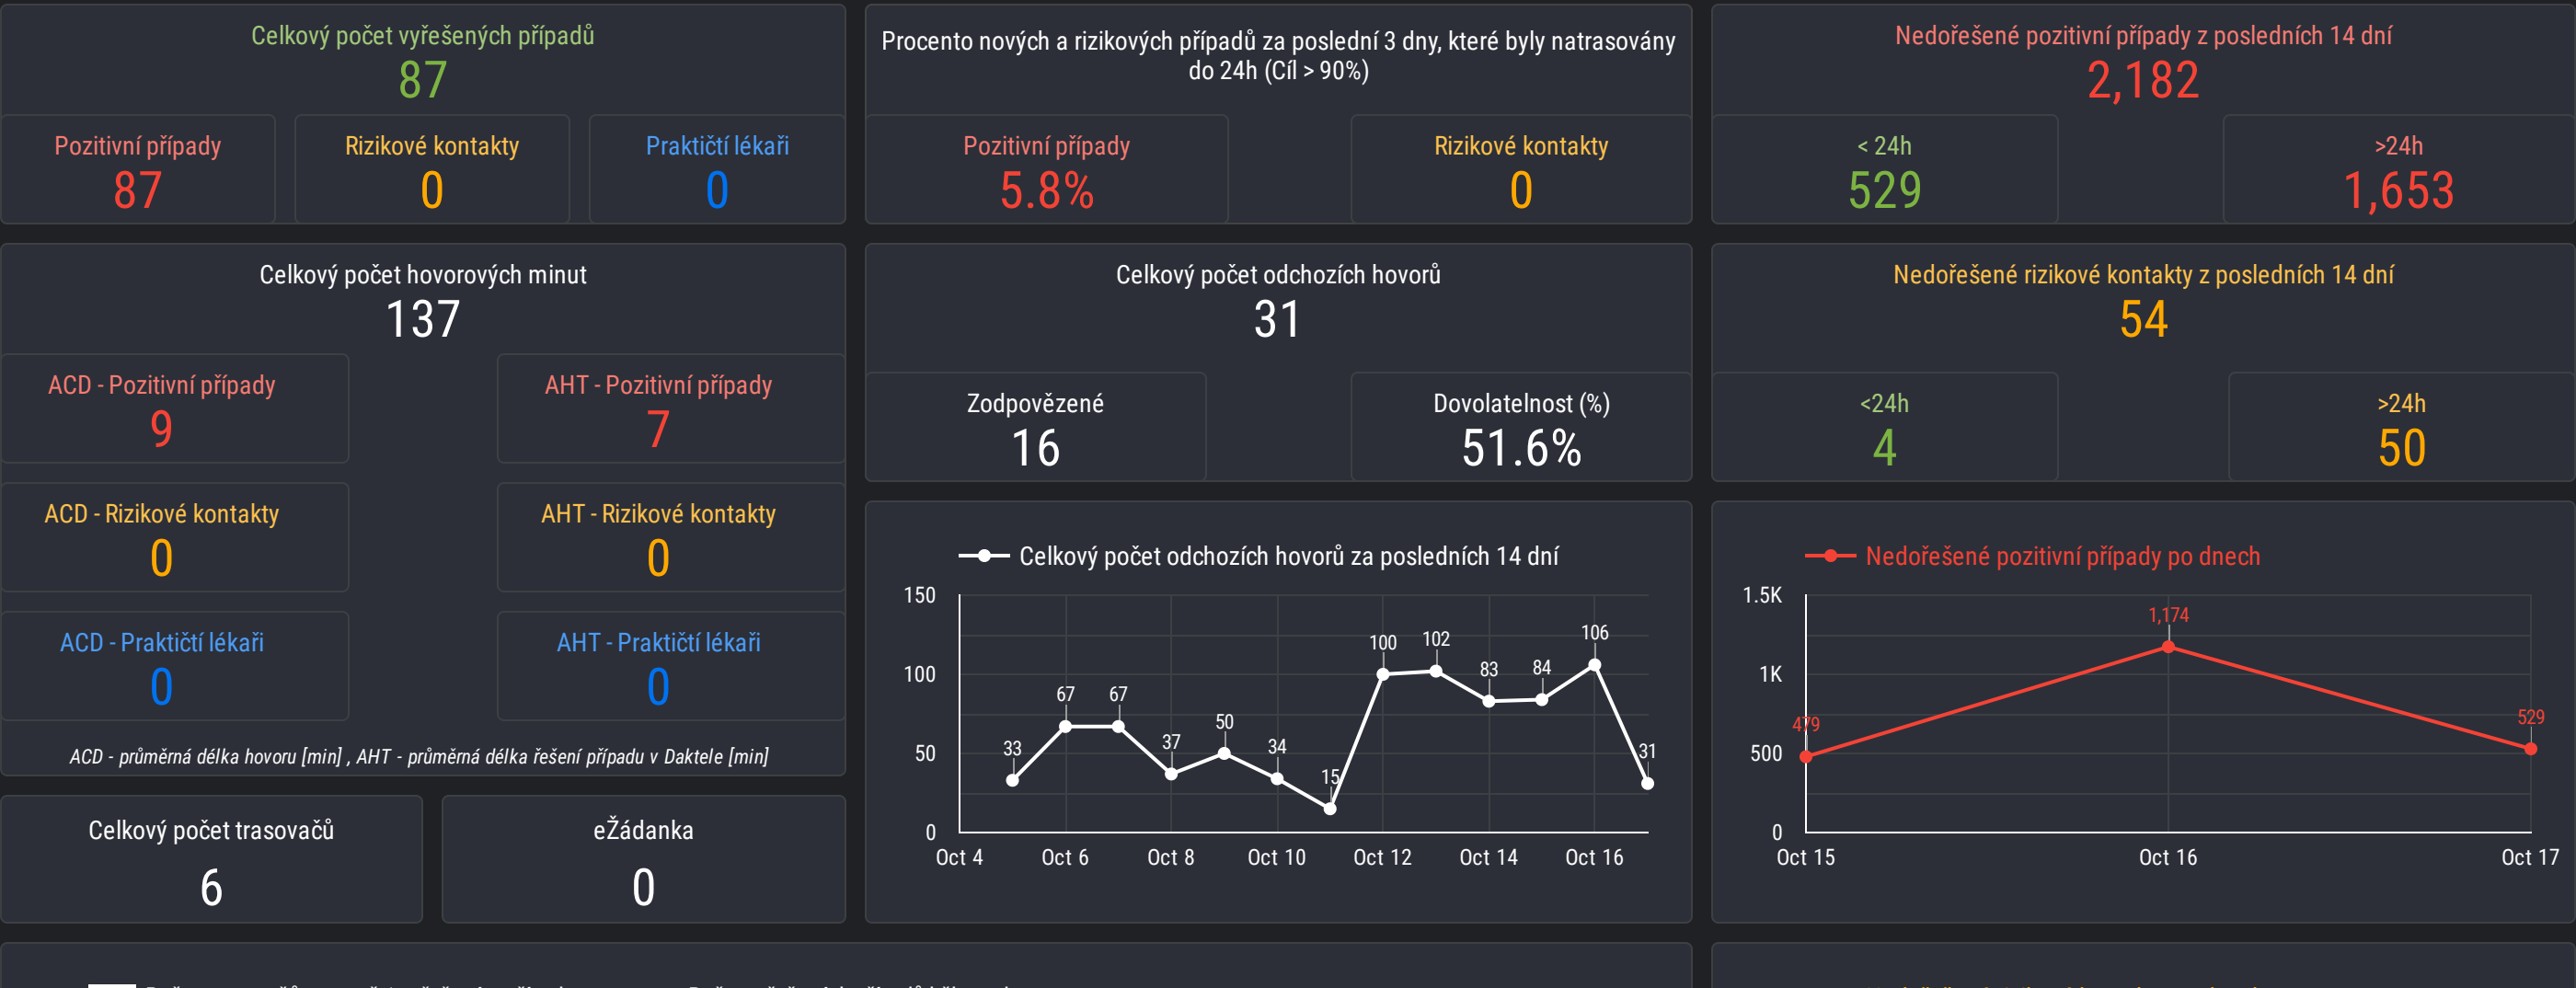 Celkový počet vyřešených případů
87
Pozitivní případy
87
Rizikové kontakty
0
Praktičtí lékaři
0
Procento nových a rizikových případů za poslední 3 dny, které byly natrasovány
do 24h (Cíl > 90%)
Pozitivní případy
5.8%
Rizikové kontakty
0
Nedořešené pozitivní případy z posledních 14 dní
2,182
< 24h
529
>24h
1,653
Celkový počet hovorových minut
137
ACD - Pozitivní případy
9
AHT - Pozitivní případy
7
ACD - Rizikové kontakty
0
AHT - Rizikové kontakty
0
ACD - Praktičtí lékaři
0
AHT - Praktičtí lékaři
0
ACD - průměrná délka hovoru [min] , AHT - průměrná délka řešení případu v Daktele [min]
Celkový počet trasovačů
6
eŽádanka
0
Celkový počet odchozích hovorů
31
Zodpovězené
16
Dovolatelnost (%)
51.6%
Nedořešené rizikové kontakty z posledních 14 dní
54
<24h
4
>24h
50
Celkový počet odchozích hovorů za posledních 14 dní
150
100
50
0
33
67
67
37
50
34
15
100
102
83
84
106
31
Oct 4
Oct 6
Oct 8
Oct 10
Oct 12
Oct 14
Oct 16
Nedořešené pozitivní případy po dnech
1.5K
1K
500
0
479
1,174
529
Oct 15
Oct 16
Oct 17